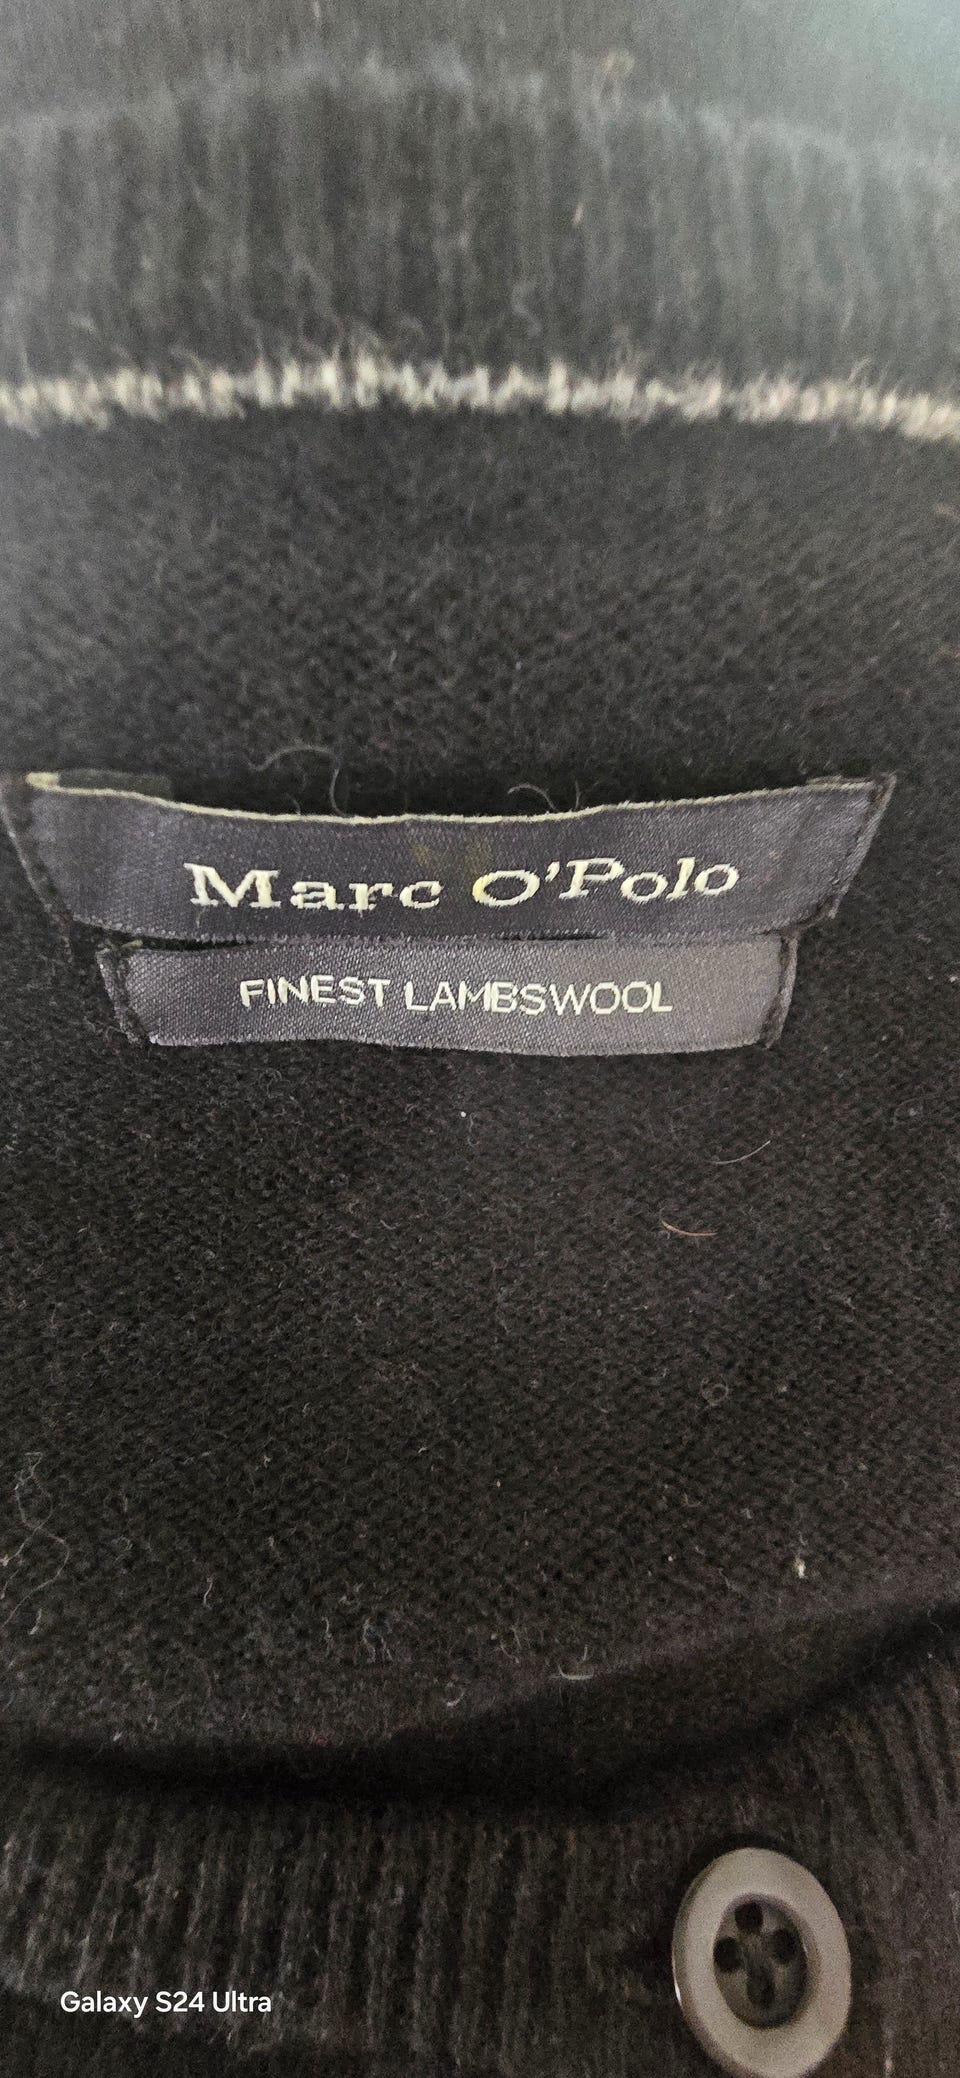 Marc O'Polo
FINEST LAMBSWOOL
Galaxy S24 Ultra